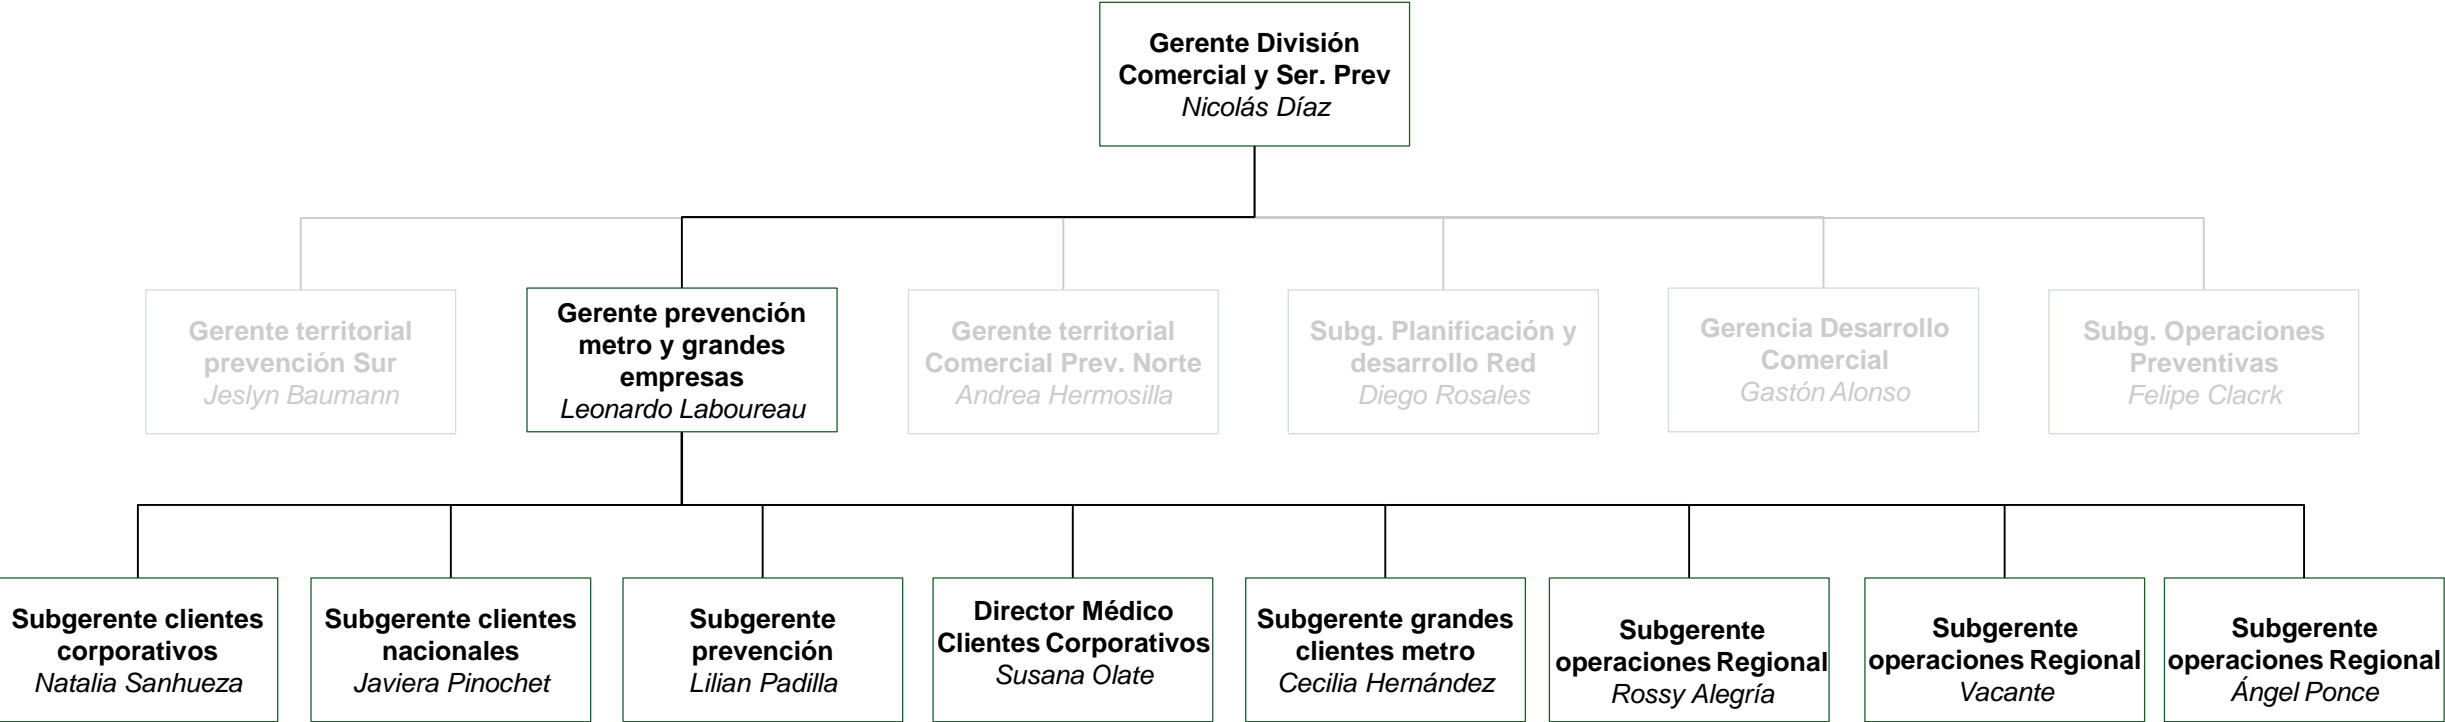 Gerente División
Comercial y Ser. Prev
Nicolás Díaz
Gerente territorial
prevención Sur
Jeslyn Baumann
Gerente prevención
metro y grandes
empresas
Leonardo Laboureau
Gerente territorial
Comercial Prev. Norte
Andrea Hermosilla
Subg. Planificación y
desarrollo Red
Diego Rosales
Gerencia Desarrollo
Comercial
Gastón Alonso
Subg. Operaciones
Preventivas
Felipe Clacrk
Subgerente clientes
corporativos
Natalia Sanhueza
Subgerente clientes
nacionales
Javiera Pinochet
Subgerente
prevención
Lilian Padilla
Director Médico
Clientes Corporativos
Susana Olate
Subgerente grandes
clientes metro
Cecilia Hernández
Subgerente
operaciones Regional
Rossy Alegría
Subgerente
operaciones Regional
Vacante
Subgerente
operaciones Regional
Ángel Ponce